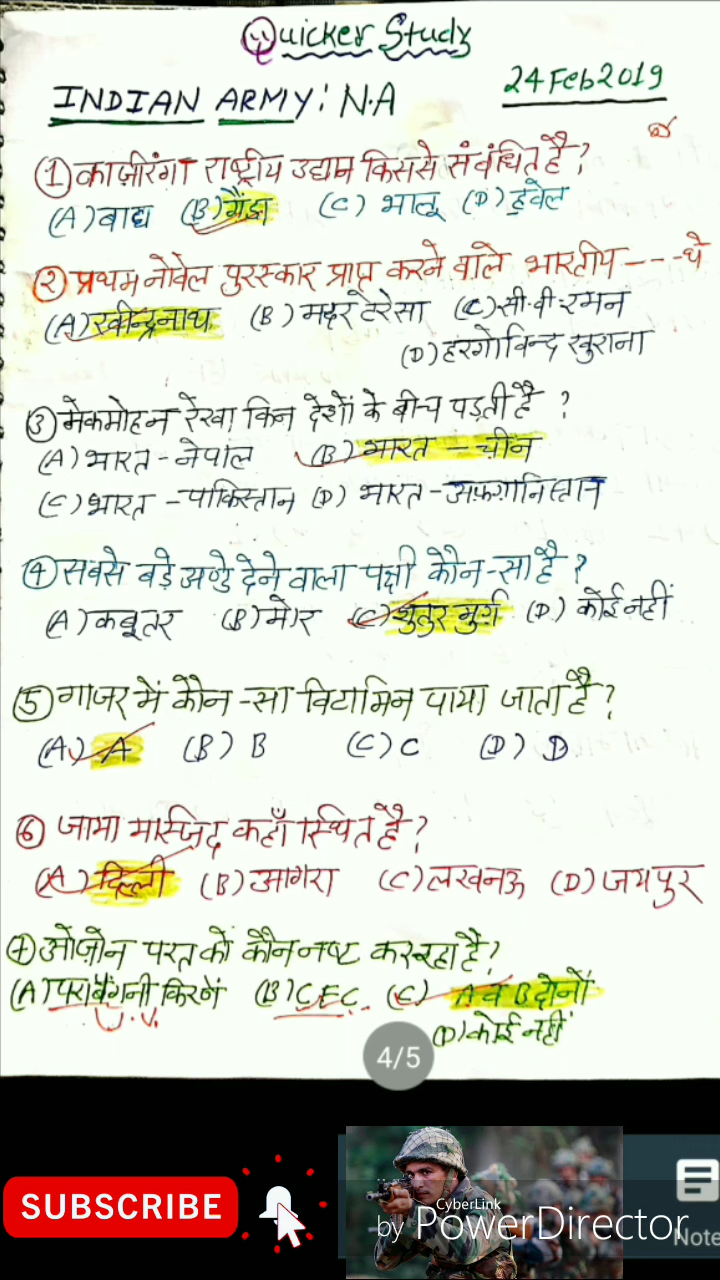 Quicker Study
24 Feb 2019
INDIAN ARMY: N.A
(1) काज़ीरंगा राष्ट्रीय उद्यान किससे संबंधित है?
(A) बाघ (B) गैंडा (C) भालू (D) हवेल
(2) प्रथम नोवेल पुरस्कार प्राप्त करने वाले भारतीय ---थे
(A) रवीन्द्रनाथ (B) मदर टेरेसा (C) सी.वी.रमन
(D) हरगोविन्द खुराना
(3) मेकमोहन रेखा किन देशों के बीच पड़ती है ?
(A) भारत - नेपाल (B) भारत - चीन
(C) भारत - पाकिस्तान (D) भारत - अफ़ग़ानिस्तान
(4) सबसे बड़े अण्डे देने वाला पक्षी कौन-सा है ?
(A) कबूतर (B) मोर (C) शुतुर मुर्ग (D) कोई नहीं
(5) गाजर में कौन-सा विटामिन पाया जाता है ?
(A) A (B) B (C) C (D) D
(6) जामा मस्जिद कहाँ स्थित है ?
(A) दिल्ली (B) आगरा (C) लखनऊ (D) जयपुर
(7) ओज़ोन परत को कौन नष्ट कर रहा है?
(A) पराबैंगनी किरणें (B) CFC (C) A व B दोनों
U.V.
(D) कोई नहीं
4/5
SUBSCRIBE
CyberLink
by PowerDirector
Note